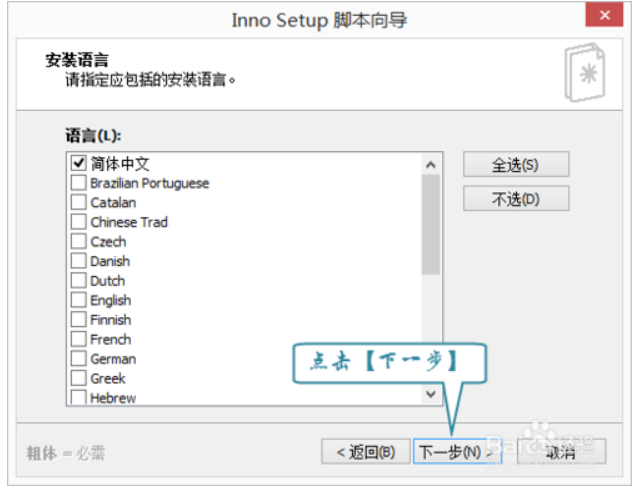 Inno Setup 脚本向导
安装语言
请指定应包括的安装语言。
语言(L):
简体中文
Brazilian Portuguese
Catalan
Chinese Trad
Czech
Danish
Dutch
English
Finnish
French
German
Greek
Hebrew
全选(S)
不选(D)
点击【下一步】
粗体 = 必需
< 返回(B)
下一步(N) >
取消